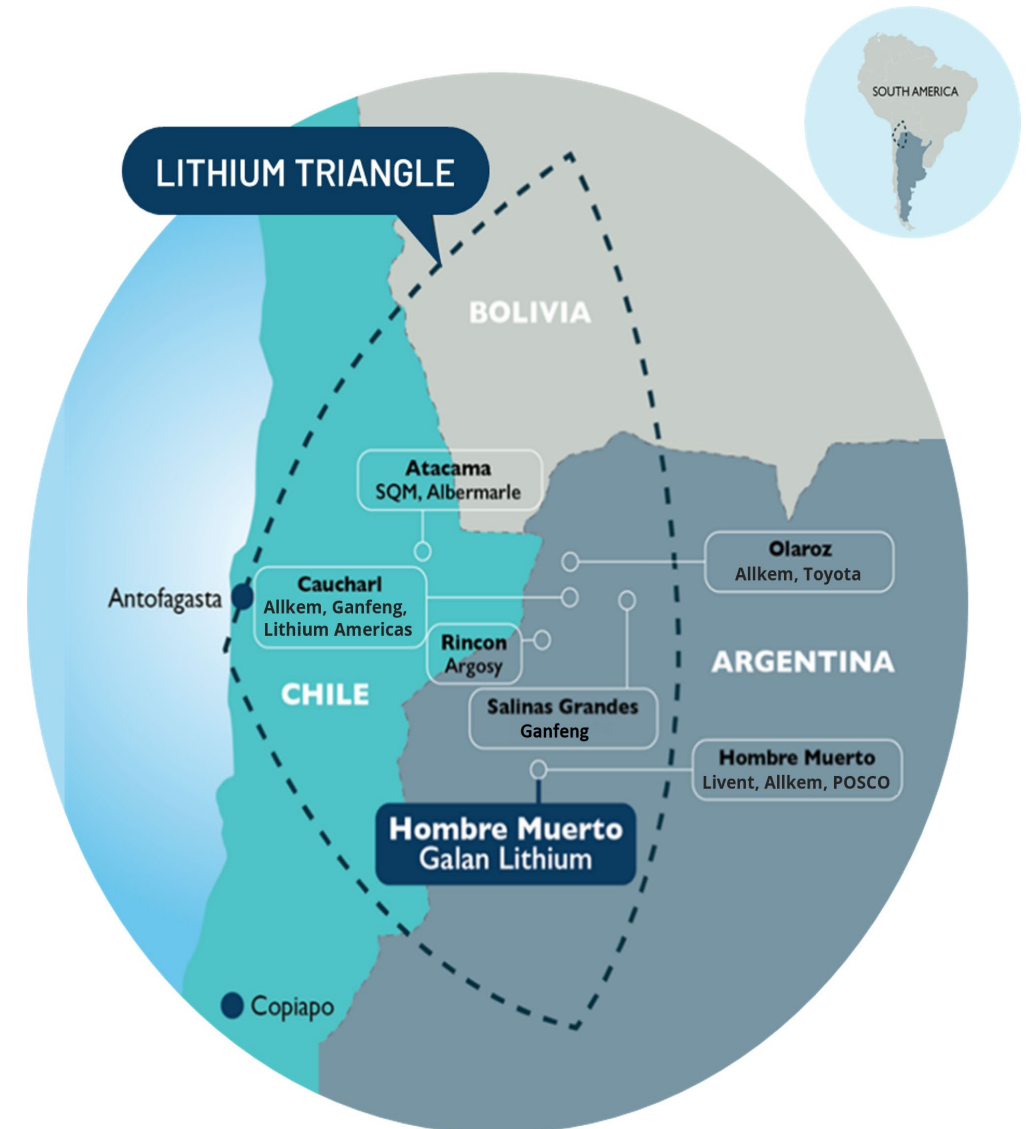 SOUTH AMERICA
LITHIUM TRIANGLE
BOLIVIA
Atacama
SQM, Albermarle
Olaroz
Allkem, Toyota
Antofagasta
Caucharl
Allkem, Ganfeng,
Lithium Americas
Rincon
Argosy
ARGENTINA
CHILE
Salinas Grandes
Ganfeng
Hombre Muerto
Livent, Allkem, POSCO
Hombre Muerto
Galan Lithium
Copiapo